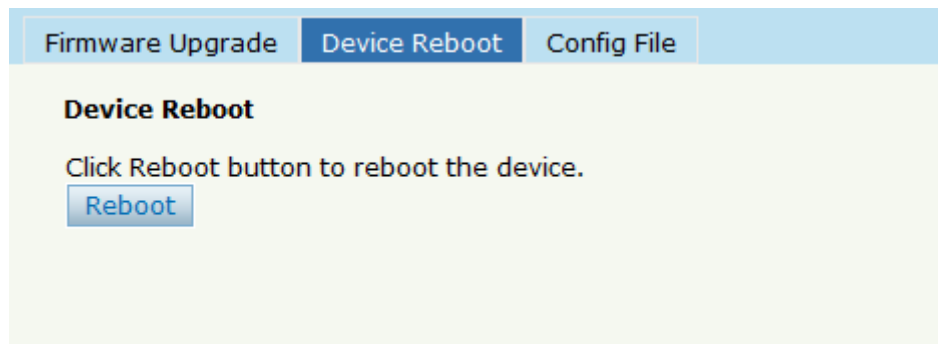 Firmware Upgrade Device Reboot Config File
Device Reboot
Click Reboot button to reboot the device.
Reboot